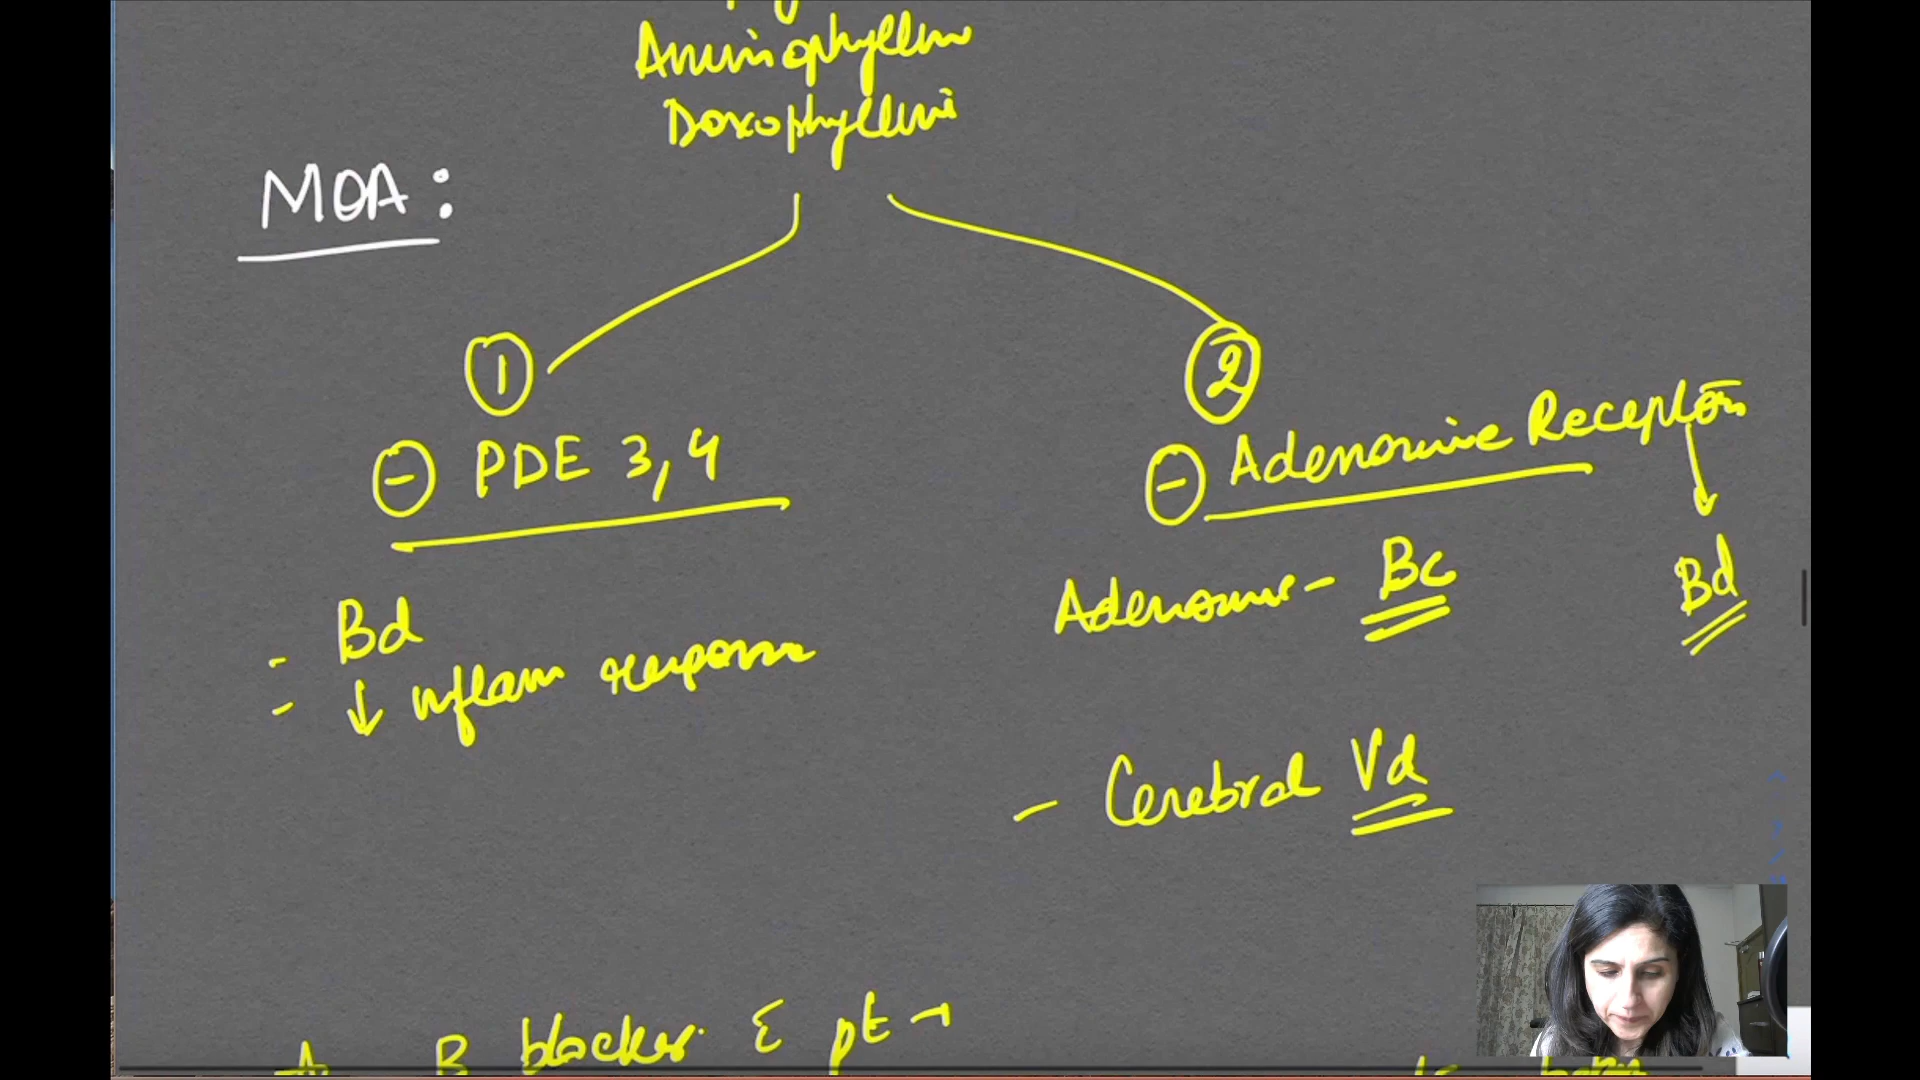 Aminophylline
Doxophylline
MOA:
1
⊖ PDE 3,4
- Bd
- ↓ inflam response
2
⊖ Adenosine Receptors
↓
Bd
Adenosine - Bc
- Cerebral Vd
B blocker
pt